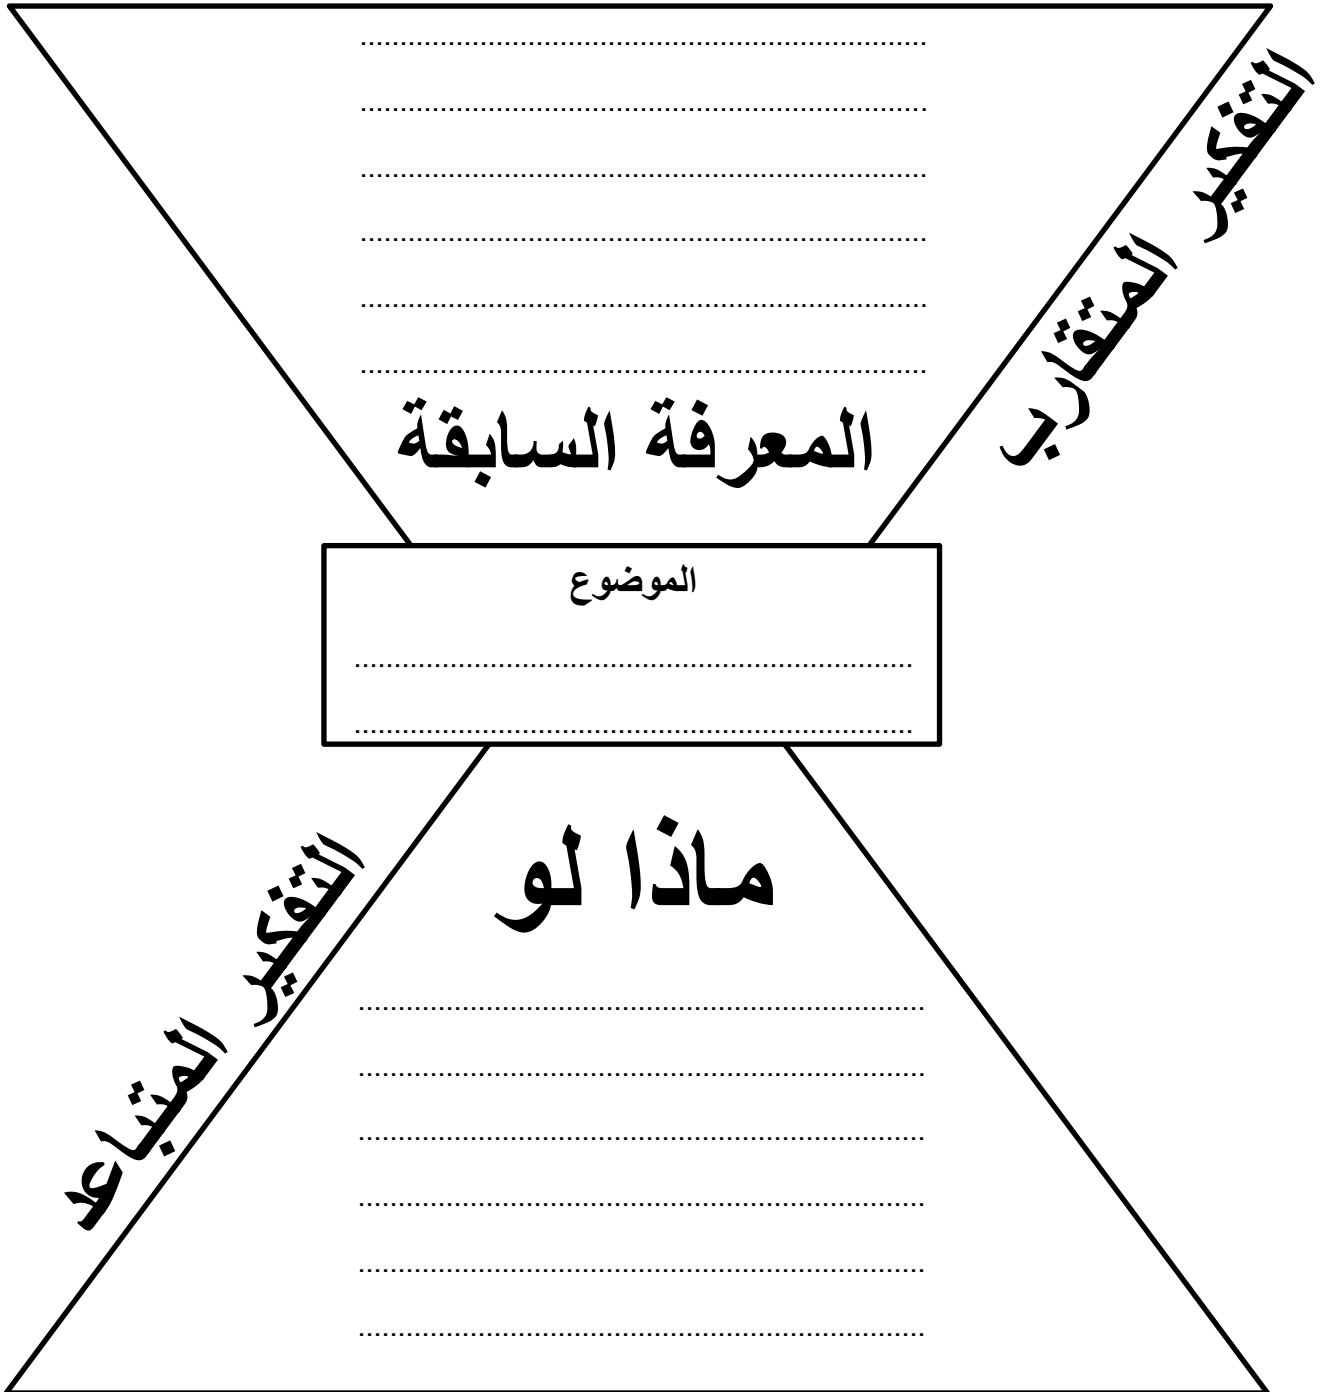 التفكير المتقارب
المعرفة السابقة
الموضوع
ماذا لو
التفكير المتباعد